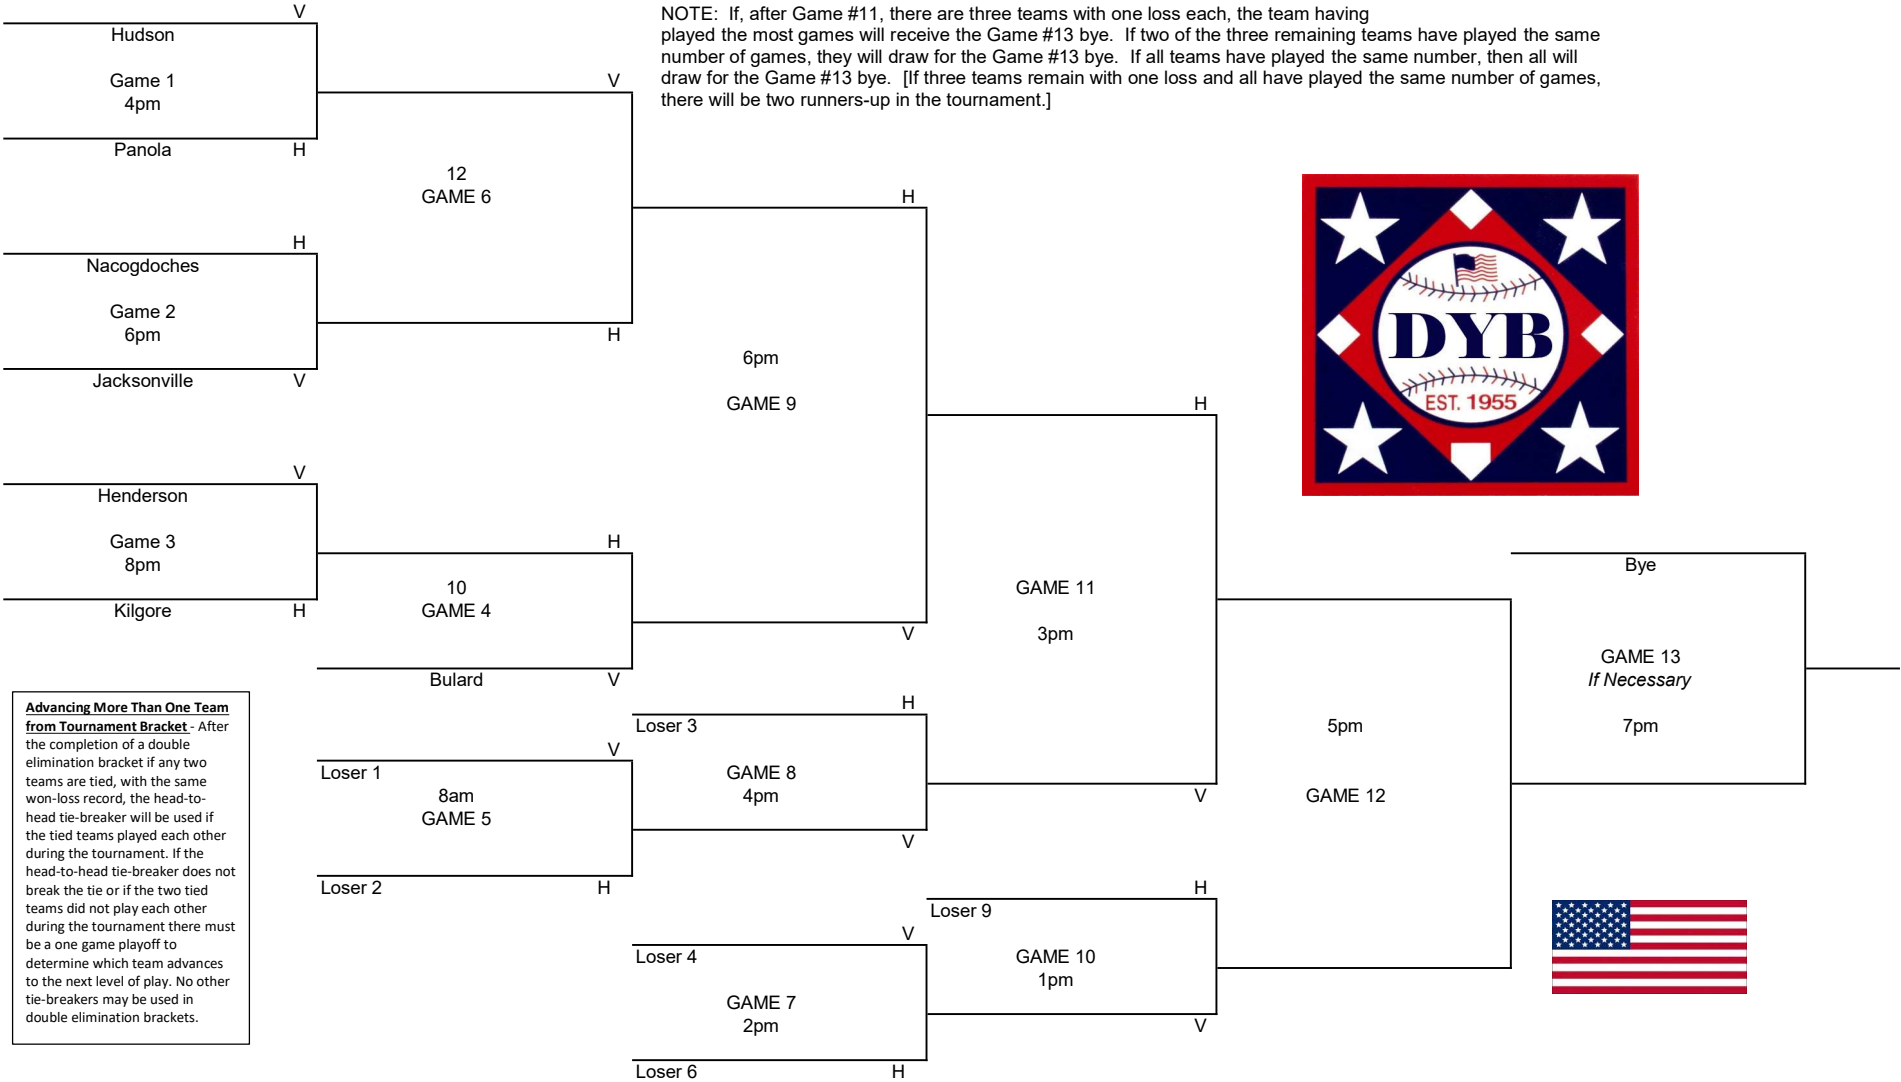 NOTE:  If, after Game #11, there are three teams with one loss each, the team having
played the most games will receive the Game #13 bye.  If two of the three remaining teams have played the same
number of games, they will draw for the Game #13 bye.  If all teams have played the same number, then all will
draw for the Game #13 bye.  [If three teams remain with one loss and all have played the same number of games,
there will be two runners-up in the tournament.]
V
Hudson
Game 1
4pm
Panola
H
H
Nacogdoches
Game 2
6pm
Jacksonville
V
V
Henderson
Game 3
8pm
Kilgore
H
V
12
GAME 6
H
H
10
GAME 4
Bulard
V
V
Loser 1
8am
GAME 5
Loser 2
H
H
6pm
GAME 9
V
H
Loser 3
GAME 8
4pm
V
V
Loser 4
GAME 7
2pm
Loser 6
H
H
GAME 11
3pm
V
H
Loser 9
GAME 10
1pm
V
5pm
GAME 12
Bye
GAME 13
If Necessary
7pm
DYB
EST. 1955
Advancing More Than One Team
from Tournament Bracket - After
the completion of a double
elimination bracket if any two
teams are tied, with the same
won-loss record, the head-to-
head tie-breaker will be used if
the tied teams played each other
during the tournament. If the
head-to-head tie-breaker does not
break the tie or if the two tied
teams did not play each other
during the tournament there must
be a one game playoff to
determine which team advances
to the next level of play. No other
tie-breakers may be used in
double elimination brackets.